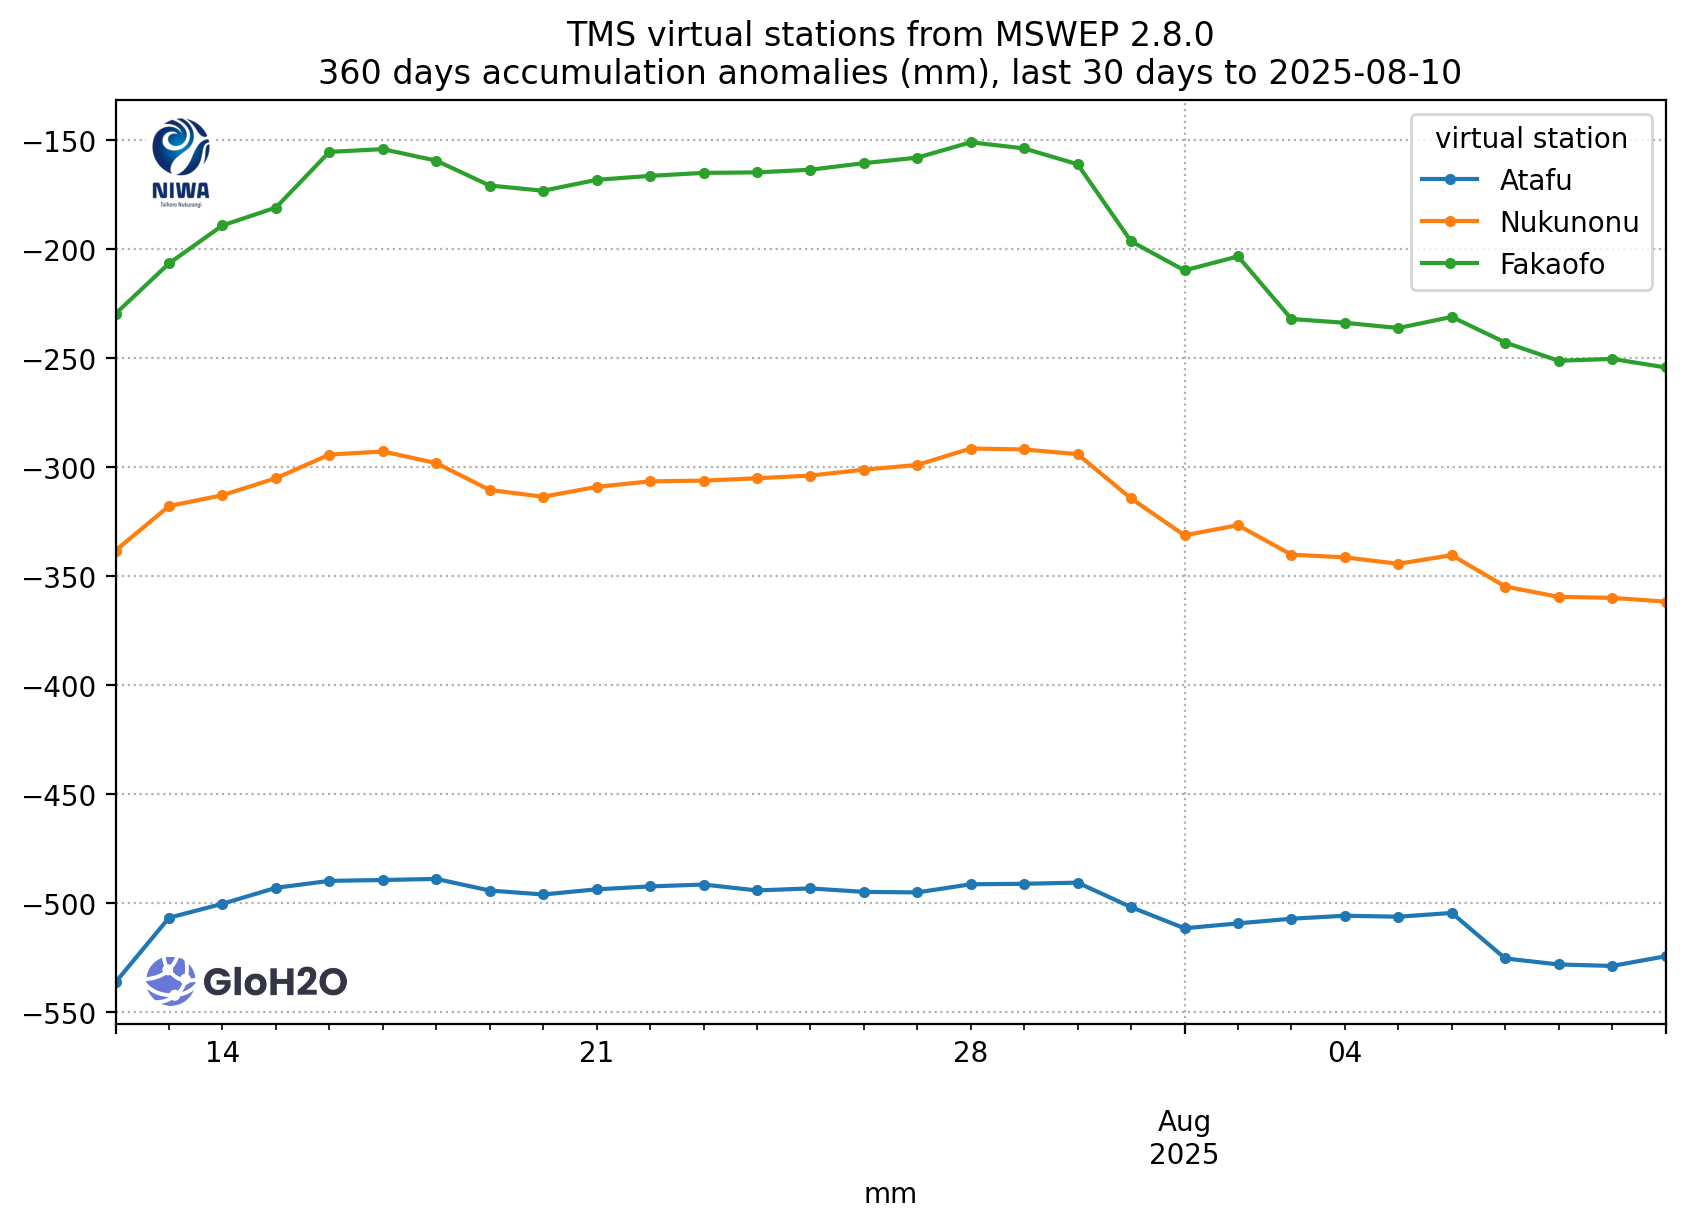 TMS virtual stations from MSWEP 2.8.0
360 days accumulation anomalies (mm), last 30 days to 2025-08-10
NIWA
Taihoro Nukurangi
virtual station
Atafu
Nukunonu
Fakaofo
−150
−200
−250
−300
−350
−400
−450
−500
−550
GloH2O
14
21
28
04
Aug
2025
mm